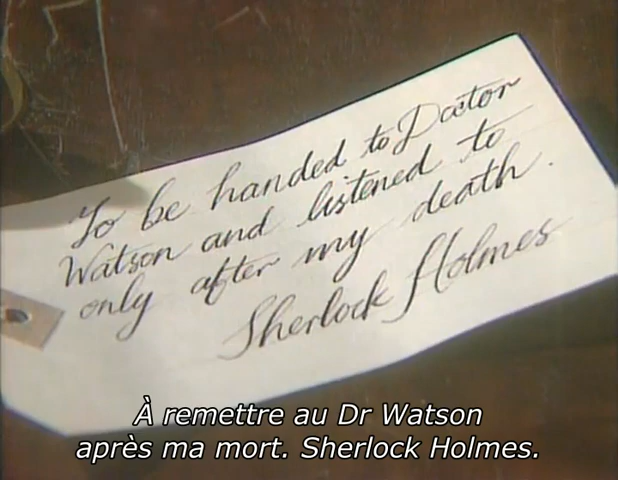 To be handed to Doctor
Watson and listened to
only after my death.
Sherlock Holmes
À remettre au Dr Watson
après ma mort. Sherlock Holmes.